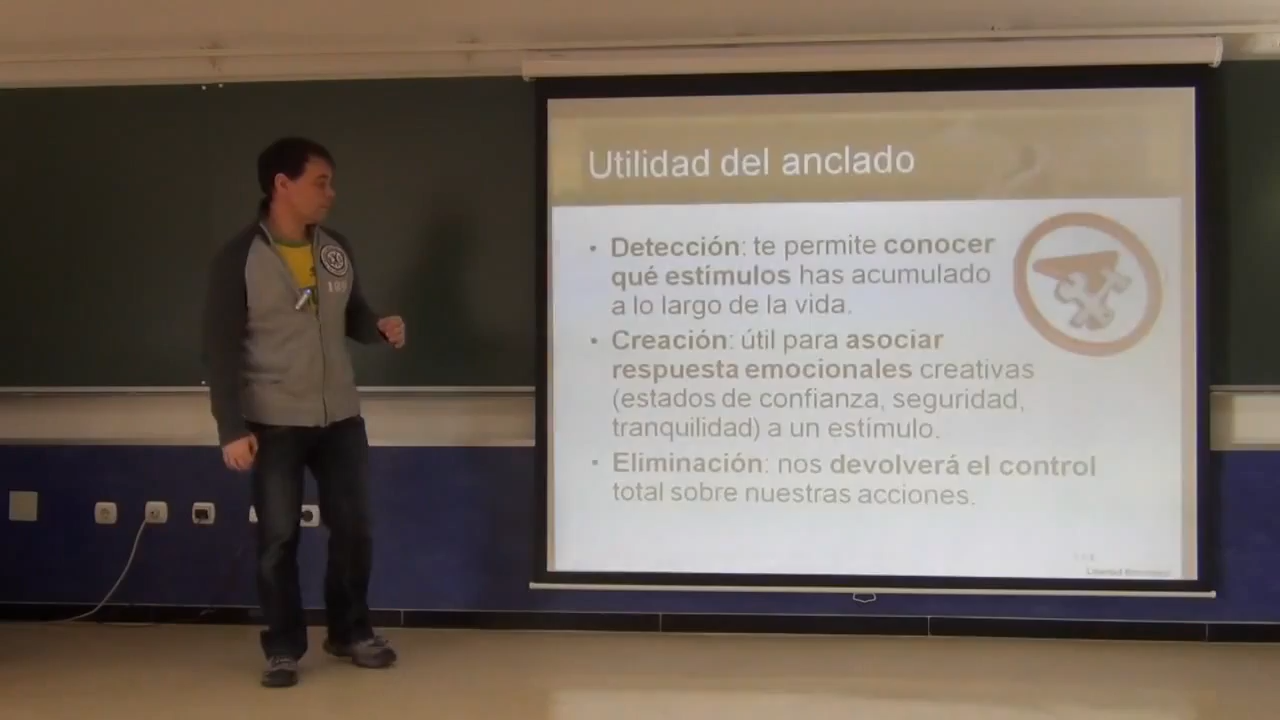 Utilidad del anclado
• Detección: te permite conocer
qué estímulos has acumulado
a lo largo de la vida.
• Creación: útil para asociar
respuesta emocionales creativas
(estados de confianza, seguridad,
tranquilidad) a un estímulo.
• Eliminación: nos devolverá el control
total sobre nuestras acciones.